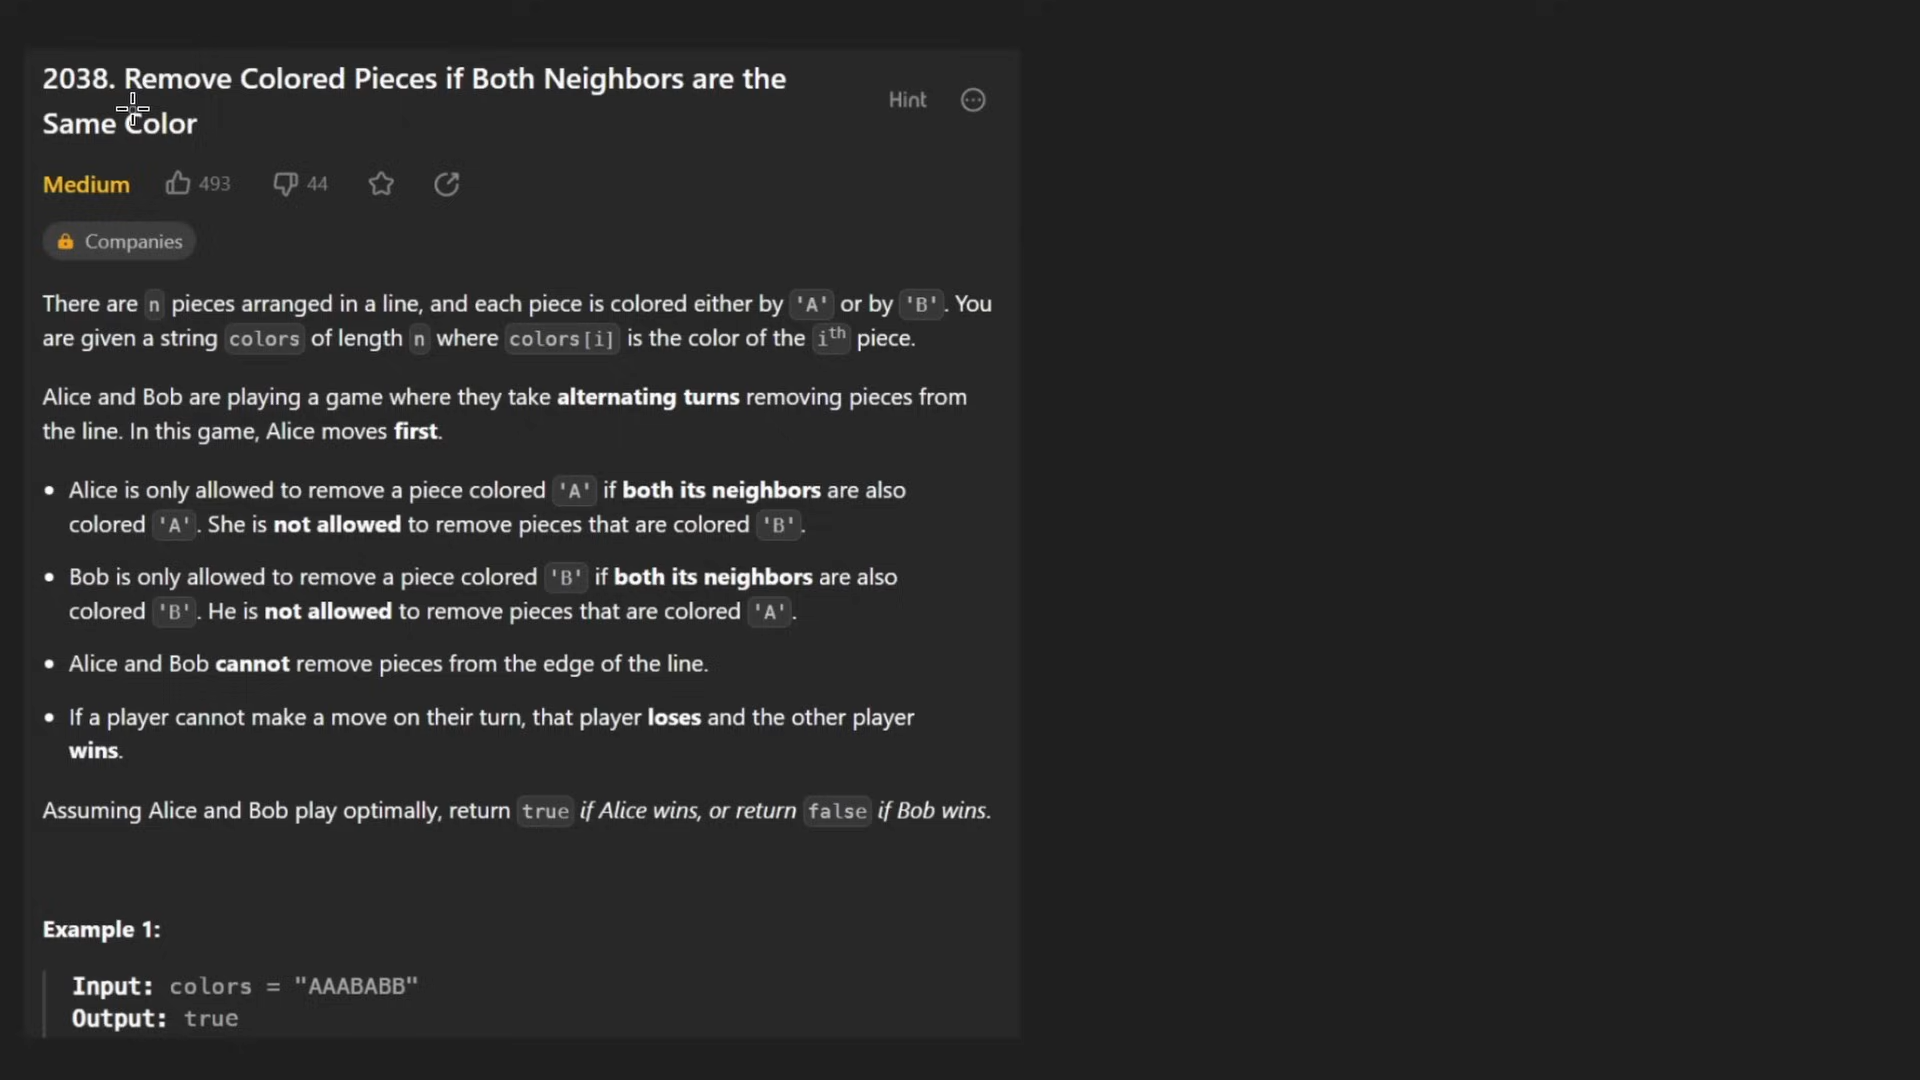 2038. Remove Colored Pieces if Both Neighbors are the
Same Color
Hint
Medium 493 44
Companies
There are n pieces arranged in a line, and each piece is colored either by 'A' or by 'B'. You
are given a string colors of length n where colors[i] is the color of the ith piece.
Alice and Bob are playing a game where they take alternating turns removing pieces from
the line. In this game, Alice moves first.
• Alice is only allowed to remove a piece colored 'A' if both its neighbors are also
colored 'A'. She is not allowed to remove pieces that are colored 'B'.
• Bob is only allowed to remove a piece colored 'B' if both its neighbors are also
colored 'B'. He is not allowed to remove pieces that are colored 'A'.
• Alice and Bob cannot remove pieces from the edge of the line.
• If a player cannot make a move on their turn, that player loses and the other player
wins.
Assuming Alice and Bob play optimally, return true if Alice wins, or return false if Bob wins.
Example 1:
Input: colors = "AAABABB"
Output: true